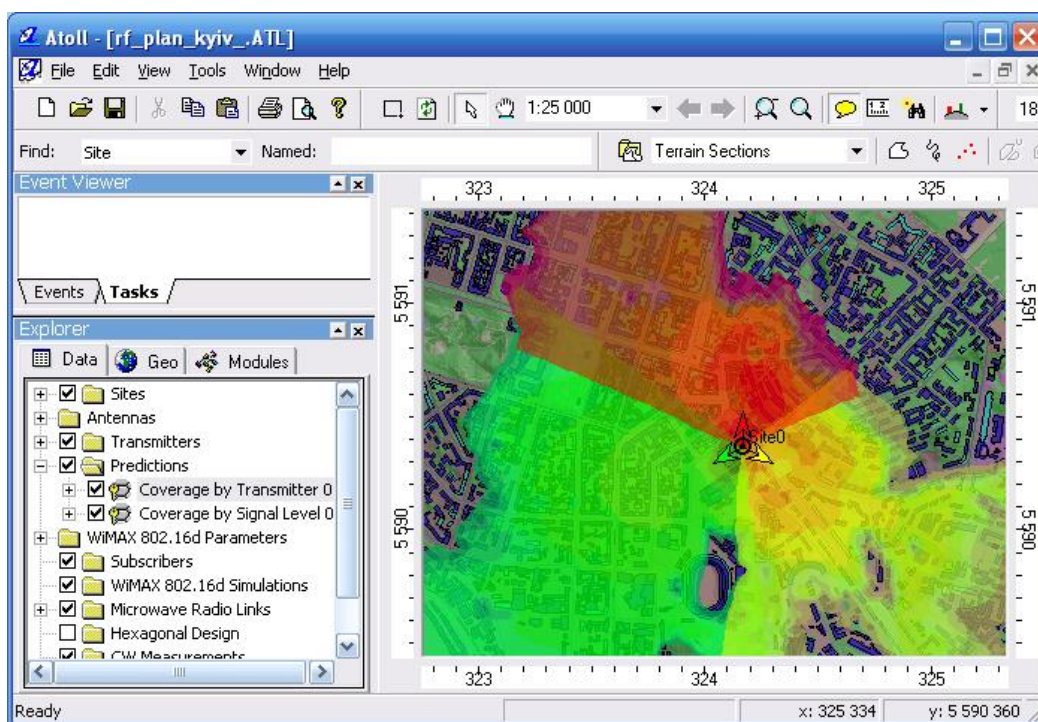 Atoll - [rf_plan_kyiv_.ATL]
File Edit View Tools Window Help
1:25 000 18
Find: Site Named: Terrain Sections
Event Viewer
323 324 325
Events Tasks
5 591 5 591
Explorer
Data Geo Modules
Sites
Antennas
Transmitters
Site0
Predictions
Coverage by Transmitter 0
Coverage by Signal Level 0
5 590 5 590
WiMAX 802.16d Parameters
Subscribers
WiMAX 802.16d Simulations
Microwave Radio Links
Hexagonal Design
CW Measurements
323 324 325
Ready x: 325 334 y: 5 590 360